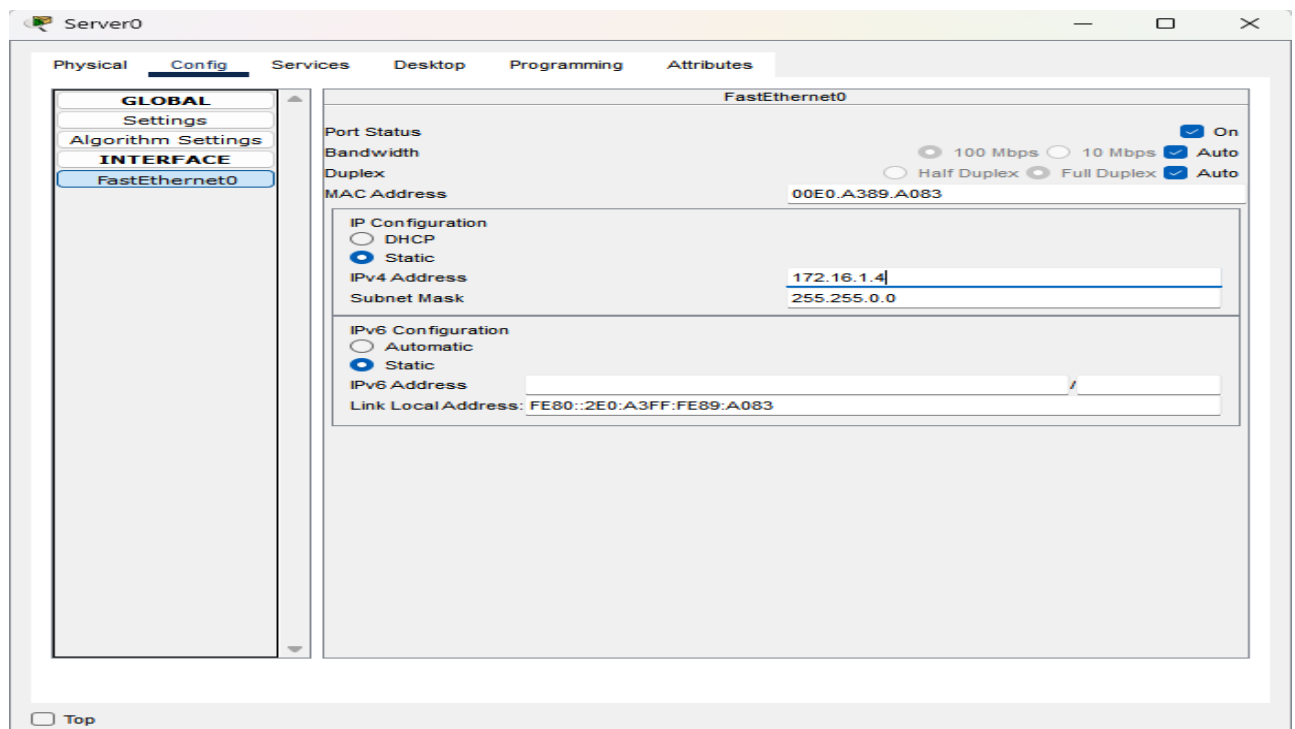 Server0
Physical Config Services Desktop Programming Attributes
GLOBAL
Settings
Algorithm Settings
INTERFACE
FastEthernet0
FastEthernet0
Port Status On
Bandwidth 100 Mbps 10 Mbps Auto
Duplex Half Duplex Full Duplex Auto
MAC Address 00E0.A389.A083
IP Configuration
DHCP
Static
IPv4 Address 172.16.1.4
Subnet Mask 255.255.0.0
IPv6 Configuration
Automatic
Static
IPv6 Address /
Link Local Address: FE80::2E0:A3FF:FE89:A083
Top